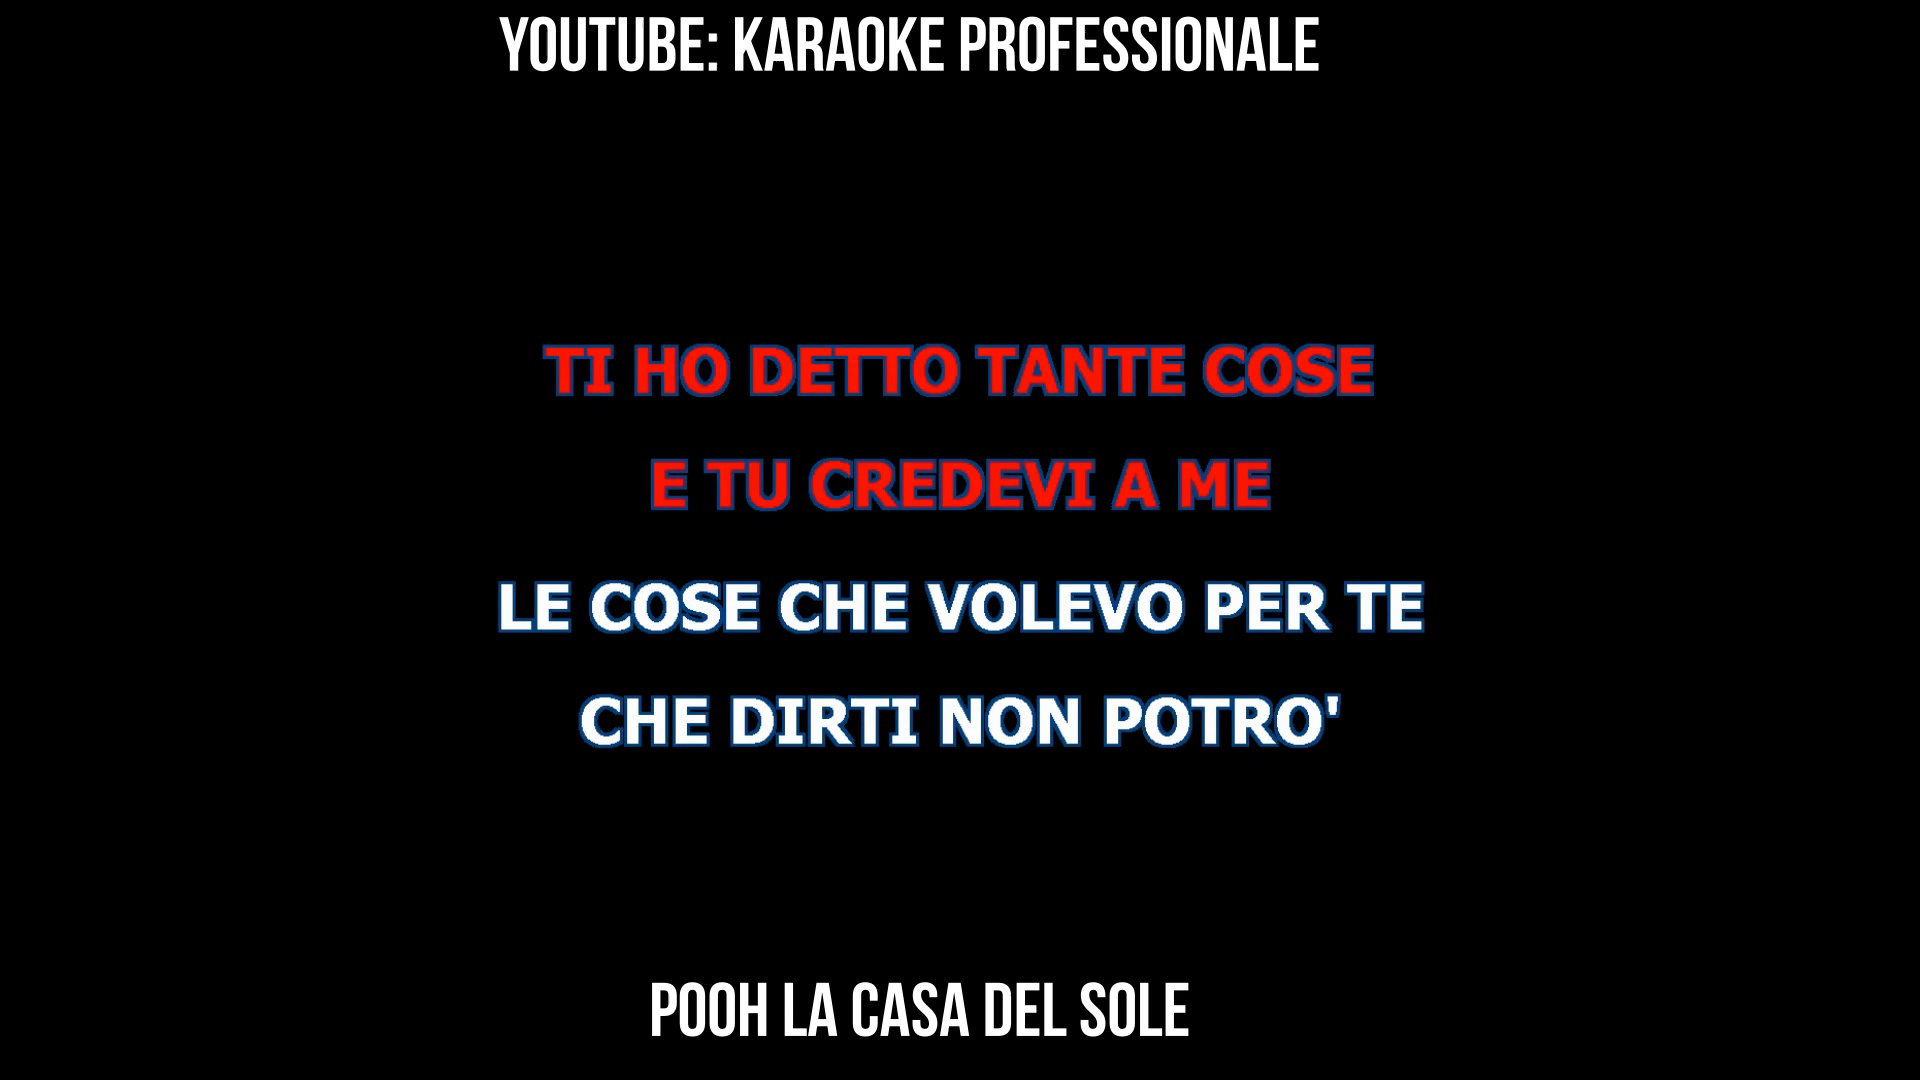 YOUTUBE: KARAOKE PROFESSIONALE
TI HO DETTO TANTE COSE
E TU CREDEVI A ME
LE COSE CHE VOLEVO PER TE
CHE DIRTI NON POTRO'
POOH LA CASA DEL SOLE